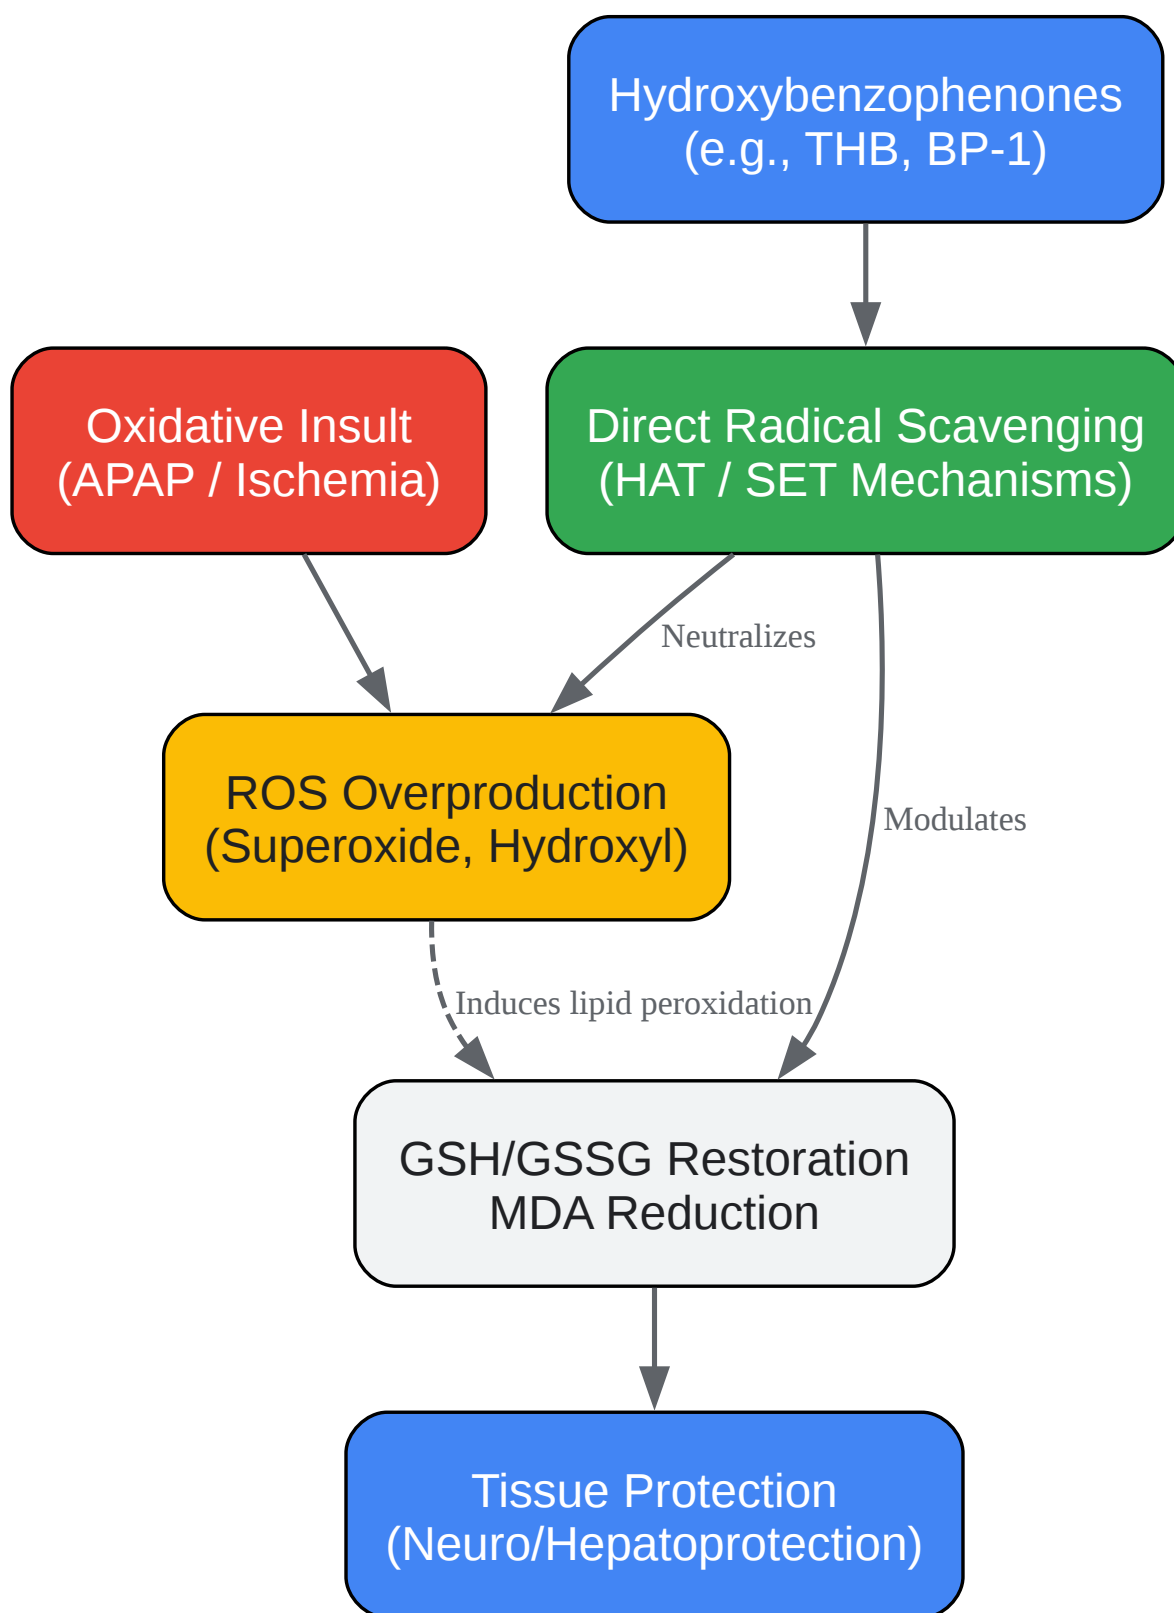 Hydroxybenzophenones
(e.g., THB, BP-1)
Oxidative Insult
(APAP / Ischemia)
Direct Radical Scavenging
(HAT / SET Mechanisms)
Neutralizes
ROS Overproduction
(Superoxide, Hydroxyl)
Modulates
Induces lipid peroxidation
GSH/GSSG Restoration
MDA Reduction
Tissue Protection
(Neuro/Hepatoprotection)